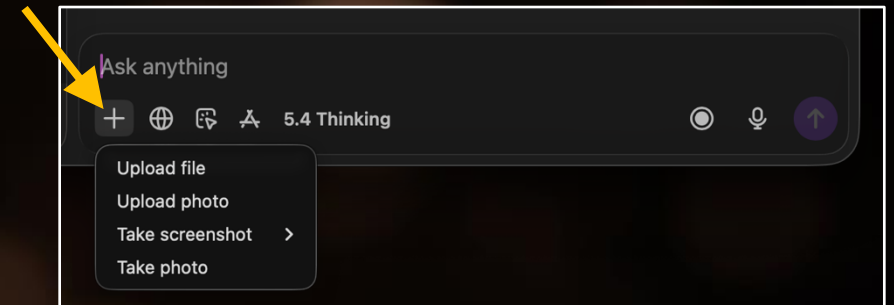 Ask anything
5.4 Thinking
Upload file
Upload photo
Take screenshot
Take photo